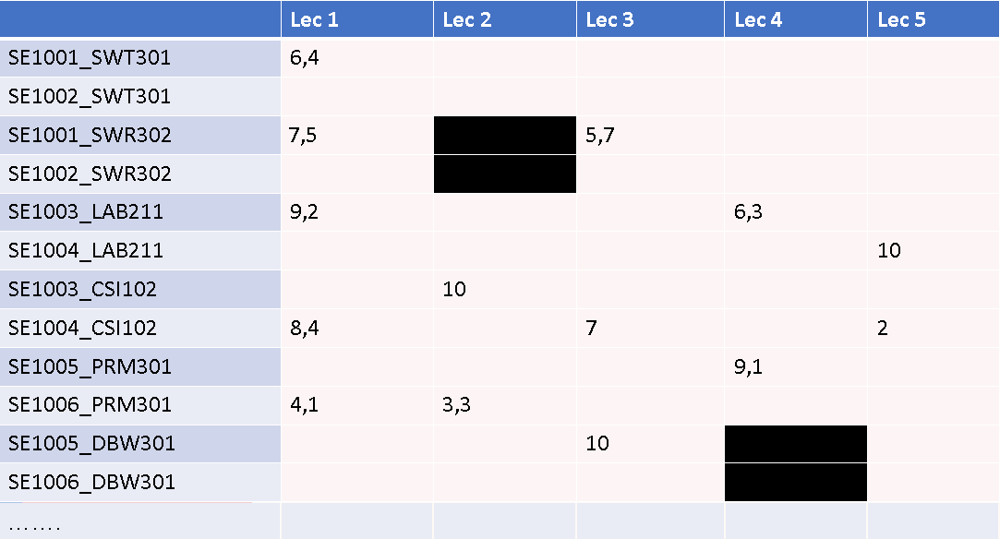 Lec 1 Lec 2 Lec 3 Lec 4 Lec 5
SE1001_SWT301 6,4
SE1002_SWT301
SE1001_SWR302 7,5 5,7
SE1002_SWR302
SE1003_LAB211 9,2 6,3
SE1004_LAB211 10
SE1003_CSI102 10
SE1004_CSI102 8,4 7 2
SE1005_PRM301 9,1
SE1006_PRM301 4,1 3,3
SE1005_DBW301 10
SE1006_DBW301
.......